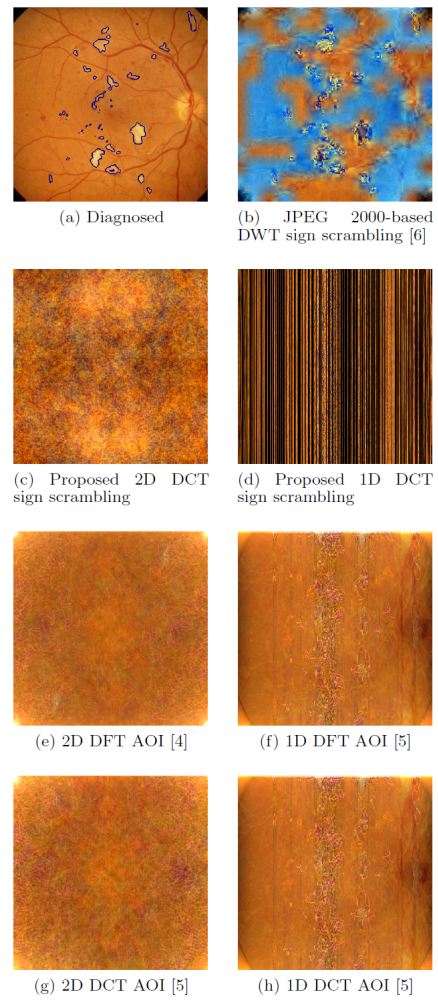 (a) Diagnosed
(b) JPEG 2000-based
DWT sign scrambling [6]
(c) Proposed 2D DCT
sign scrambling
(d) Proposed 1D DCT
sign scrambling
(e) 2D DFT AOI [4]
(f) 1D DFT AOI [5]
(g) 2D DCT AOI [5]
(h) 1D DCT AOI [5]